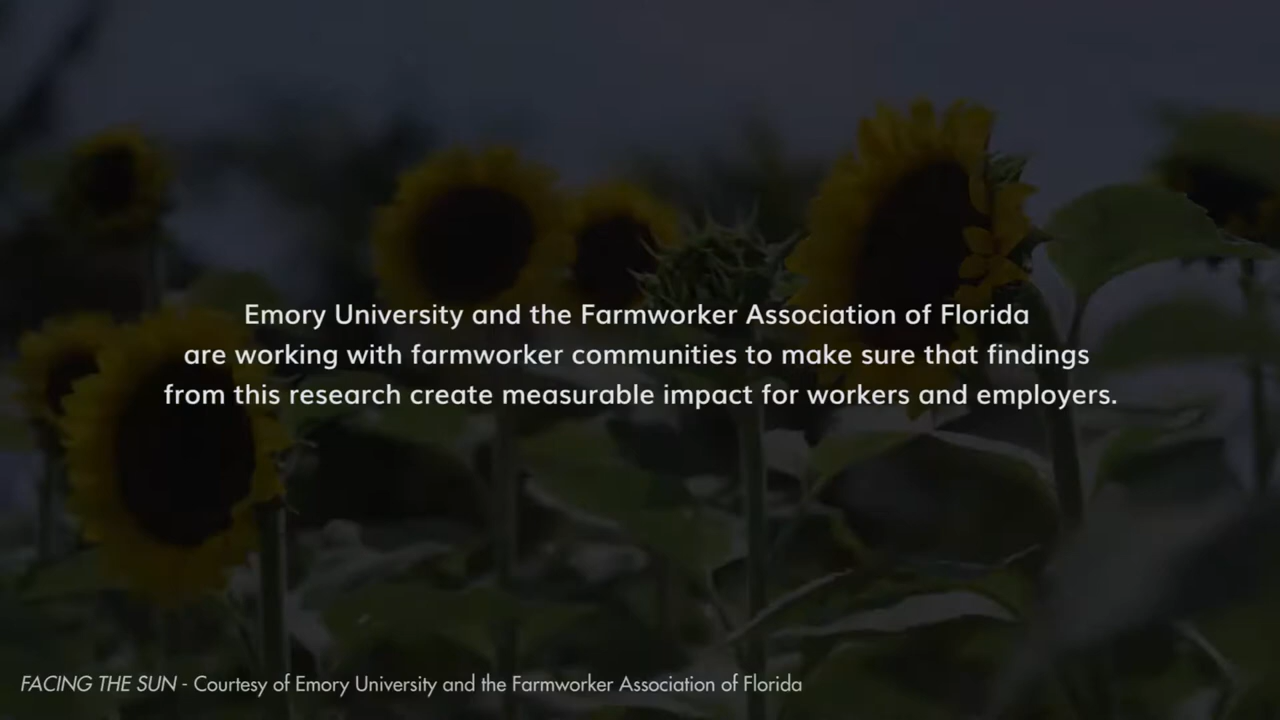 Emory University and the Farmworker Association of Florida
are working with farmworker communities to make sure that findings
from this research create measurable impact for workers and employers.
FACING THE SUN - Courtesy of Emory University and the Farmworker Association of Florida